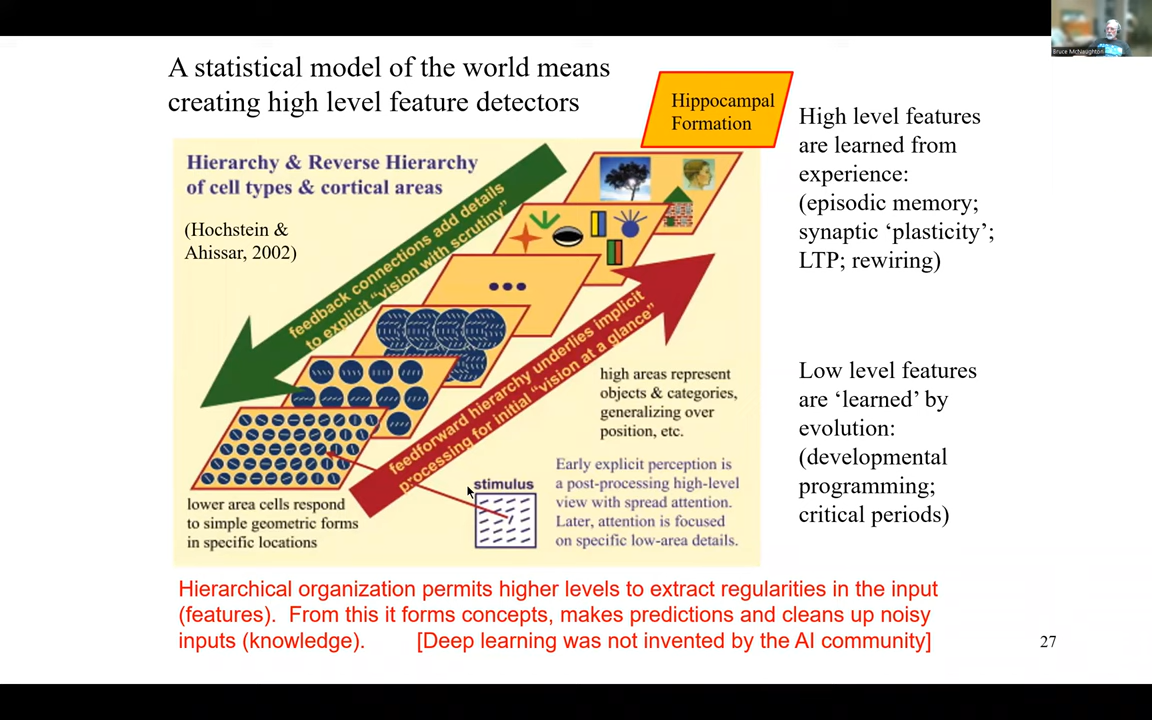 Bruce McNaughton
A statistical model of the world means
creating high level feature detectors
Hippocampal
Formation
Hierarchy & Reverse Hierarchy
of cell types & cortical areas
(Hochstein &
Ahissar, 2002)
feedback connections add details
to explicit “vision with scrutiny”
feedforward hierarchy underlies implicit
processing for initial “vision at a glance”
high areas represent
objects & categories,
generalizing over
position, etc.
lower area cells respond
to simple geometric forms
in specific locations
stimulus
Early explicit perception is
a post-processing high-level
view with spread attention.
Later, attention is focused
on specific low-area details.
High level features
are learned from
experience:
(episodic memory;
synaptic ‘plasticity’;
LTP; rewiring)
Low level features
are ‘learned’ by
evolution:
(developmental
programming;
critical periods)
Hierarchical organization permits higher levels to extract regularities in the input
(features). From this it forms concepts, makes predictions and cleans up noisy
inputs (knowledge). [Deep learning was not invented by the AI community]
27